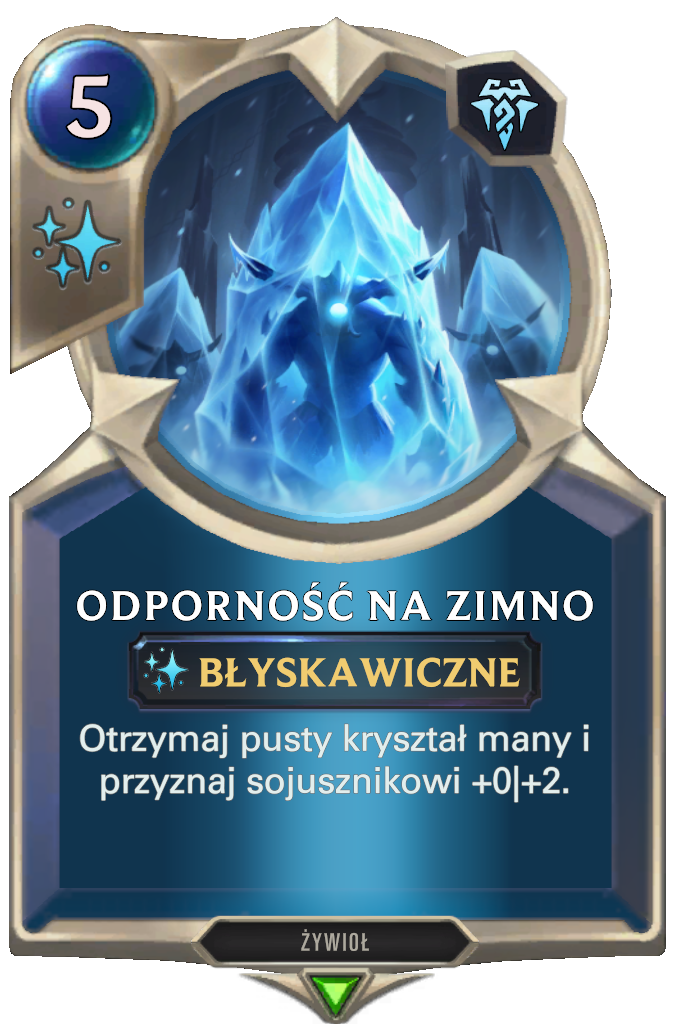 5
ODPORNOŚĆ NA ZIMNO
BŁYSKAWICZNE
Otrzymaj pusty kryształ many i
przyznaj sojusznikowi +0|+2.
ŻYWIOŁ